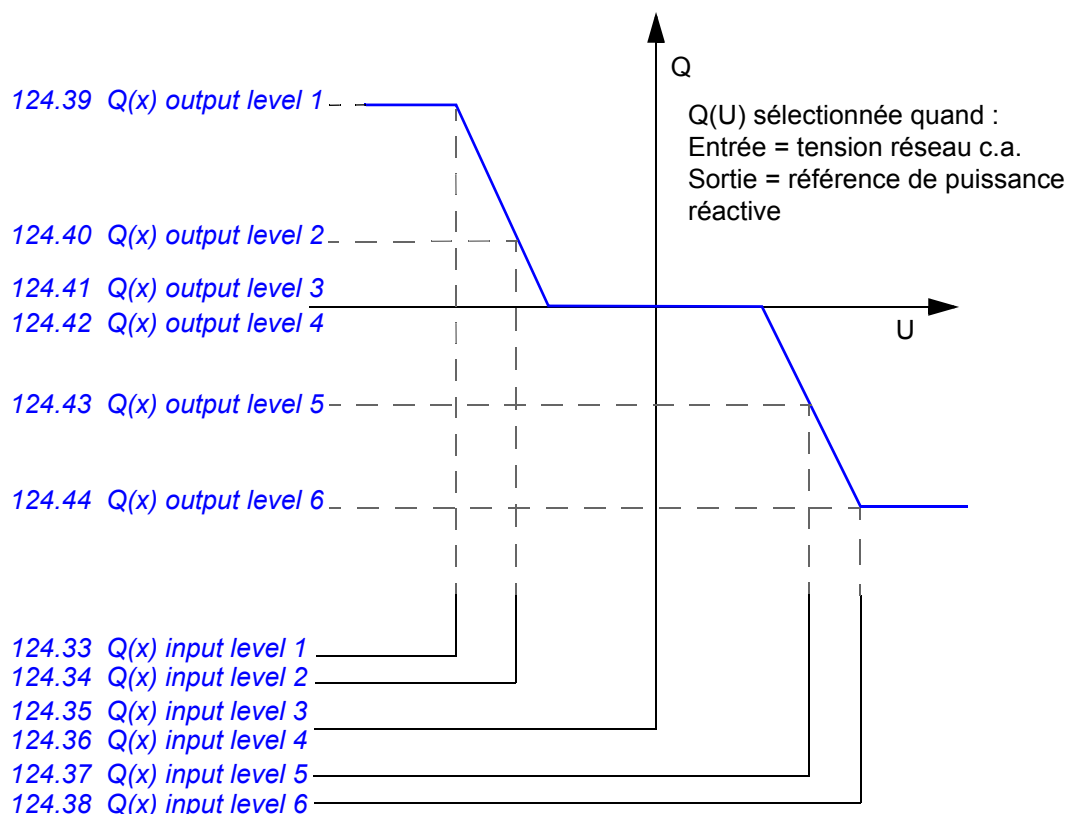 Q
124.39 Q(x) output level 1
Q(U) sélectionnée quand :
Entrée = tension réseau c.a.
Sortie = référence de puissance
réactive
124.40 Q(x) output level 2
124.41 Q(x) output level 3
124.42 Q(x) output level 4
U
124.43 Q(x) output level 5
124.44 Q(x) output level 6
124.33 Q(x) input level 1
124.34 Q(x) input level 2
124.35 Q(x) input level 3
124.36 Q(x) input level 4
124.37 Q(x) input level 5
124.38 Q(x) input level 6